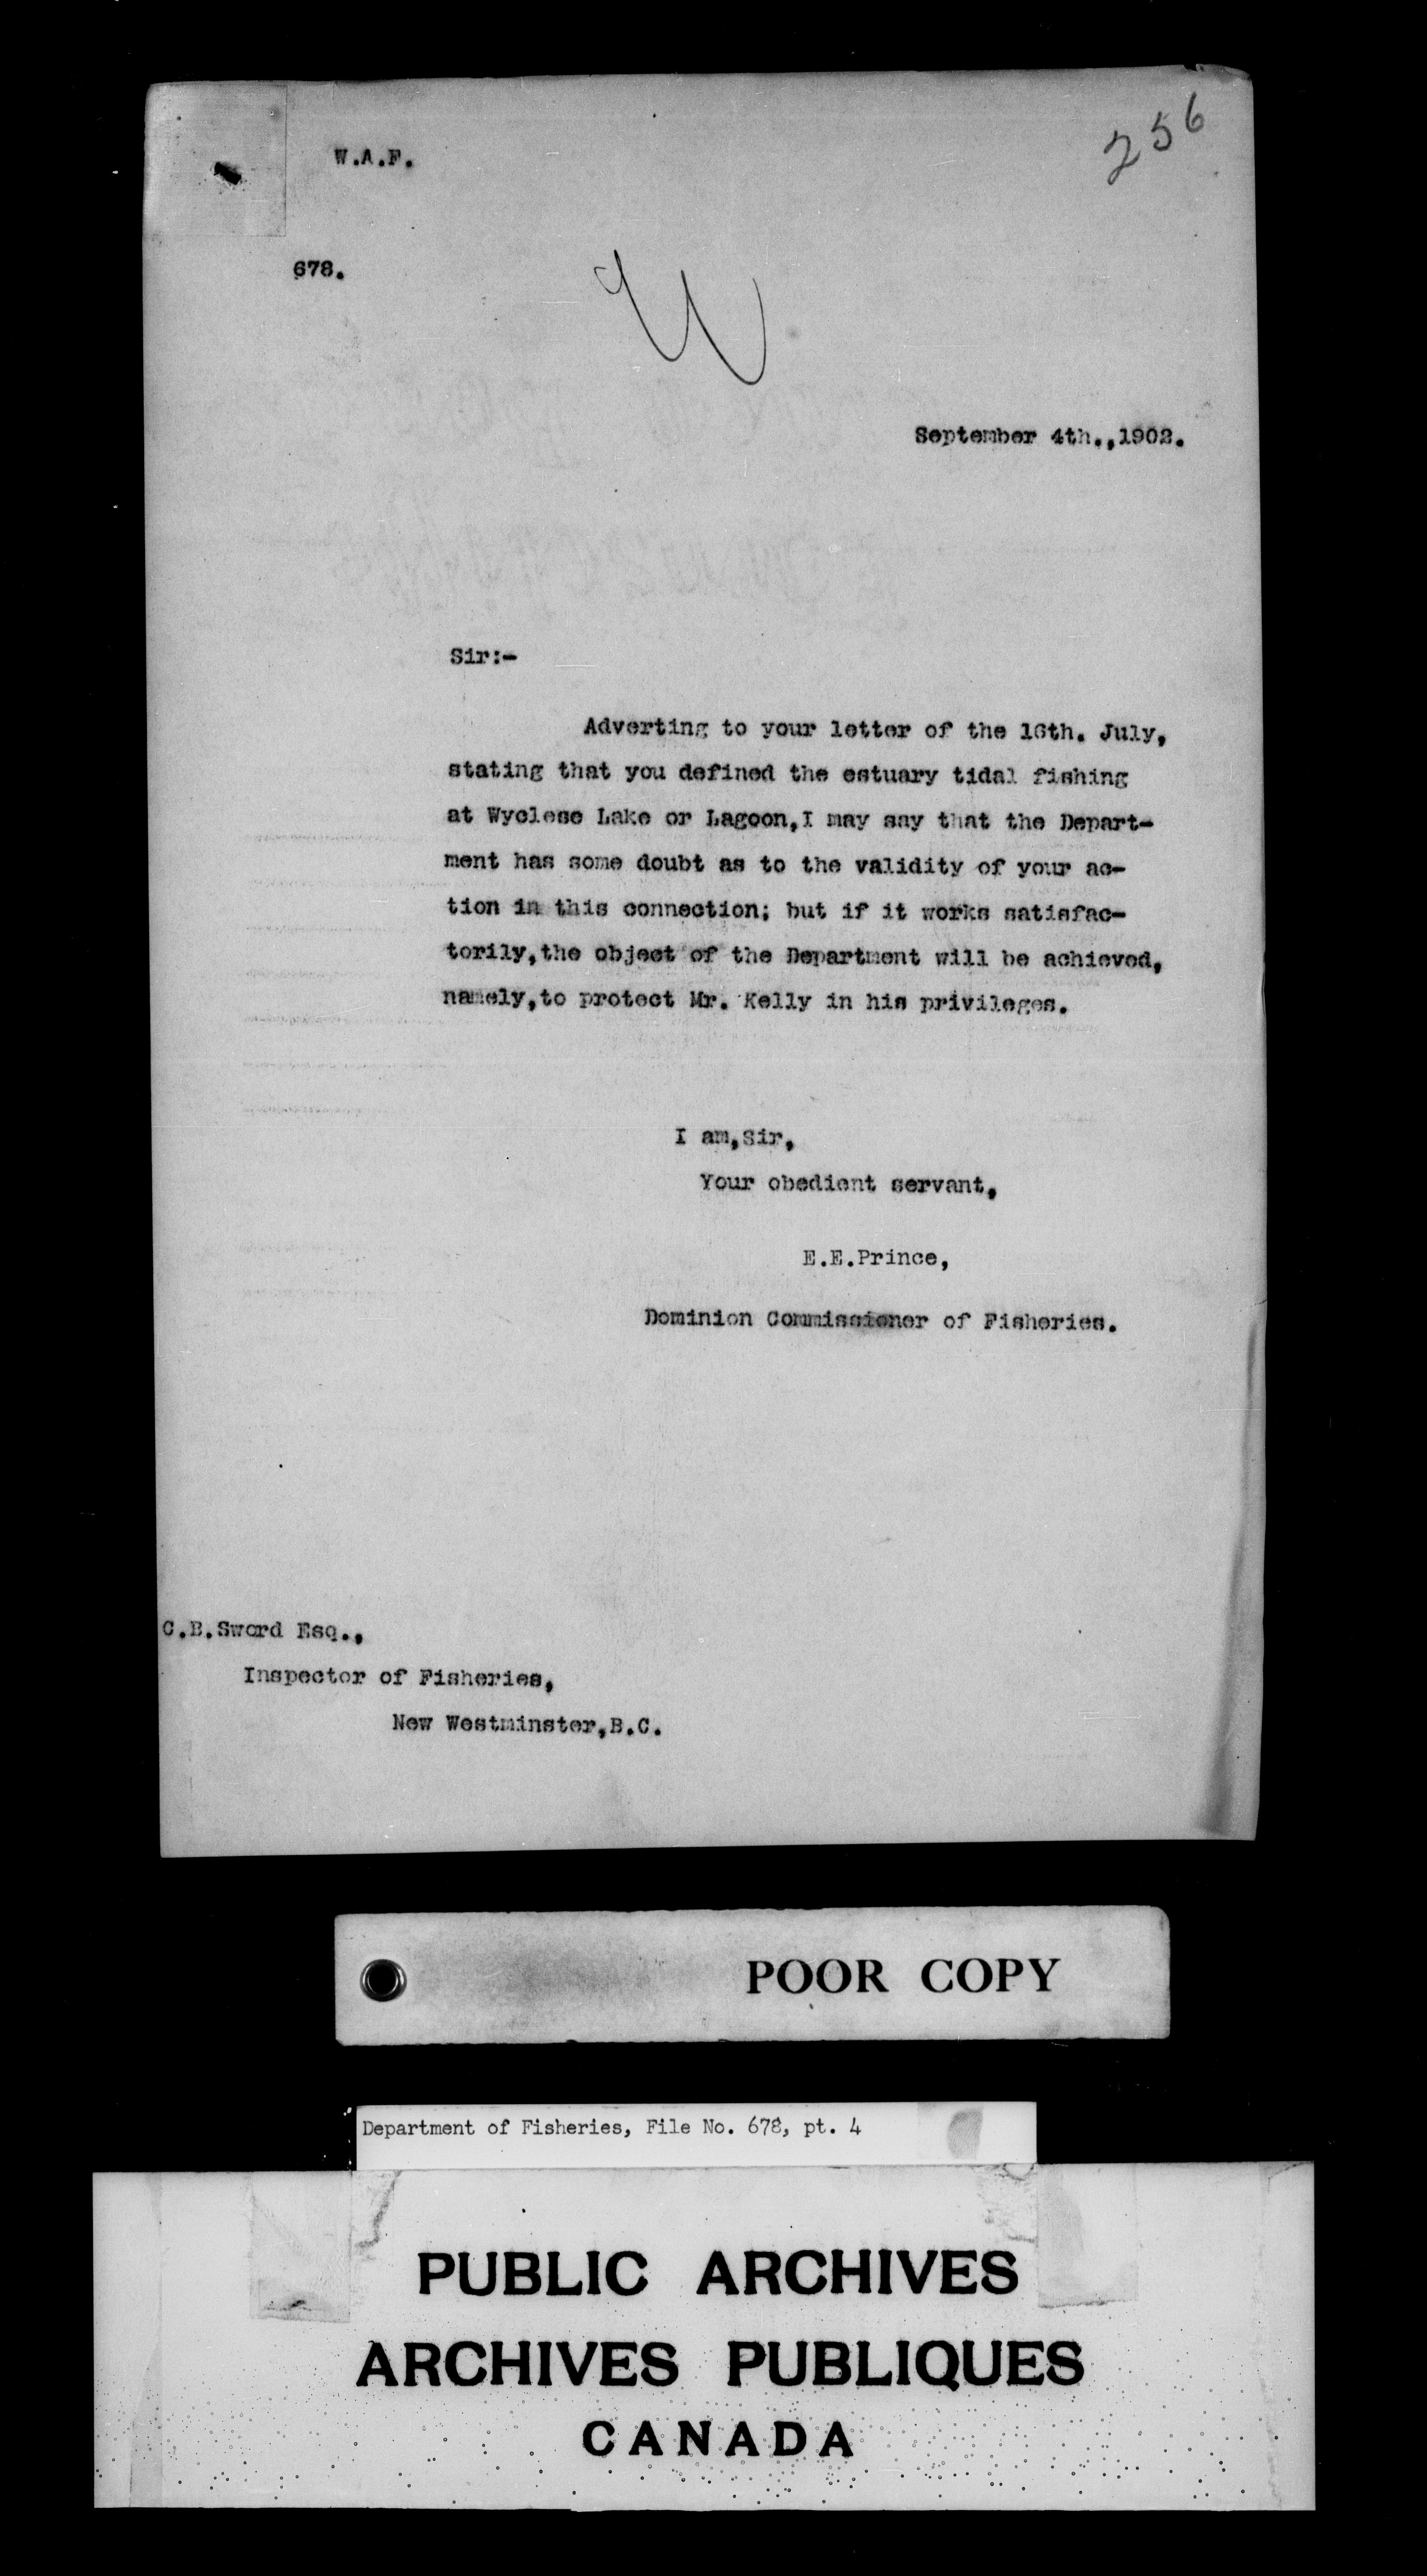 256
W.A.F.
678.
September 4th.,1902.
Sir:-
Adverting to your letter of the 16th. July,
stating that you defined the estuary tidal fishing
at Wyclese Lake or Lagoon,I may say that the Depart-
ment has some doubt as to the validity of your ac-
tion in this connection; but if it works satisfac-
torily,the object of the Department will be achieved,
namely,to protect Mr. Kelly in his privileges.
I am,Sir,
Your obedient servant,
E.E.Prince,
Dominion Commissioner of Fisheries.
C.B.Sword Esq.,
Inspector of Fisheries,
New Westminster,B.C.
POOR COPY
Department of Fisheries, File No. 678, pt. 4
PUBLIC ARCHIVES
ARCHIVES PUBLIQUES
CANADA